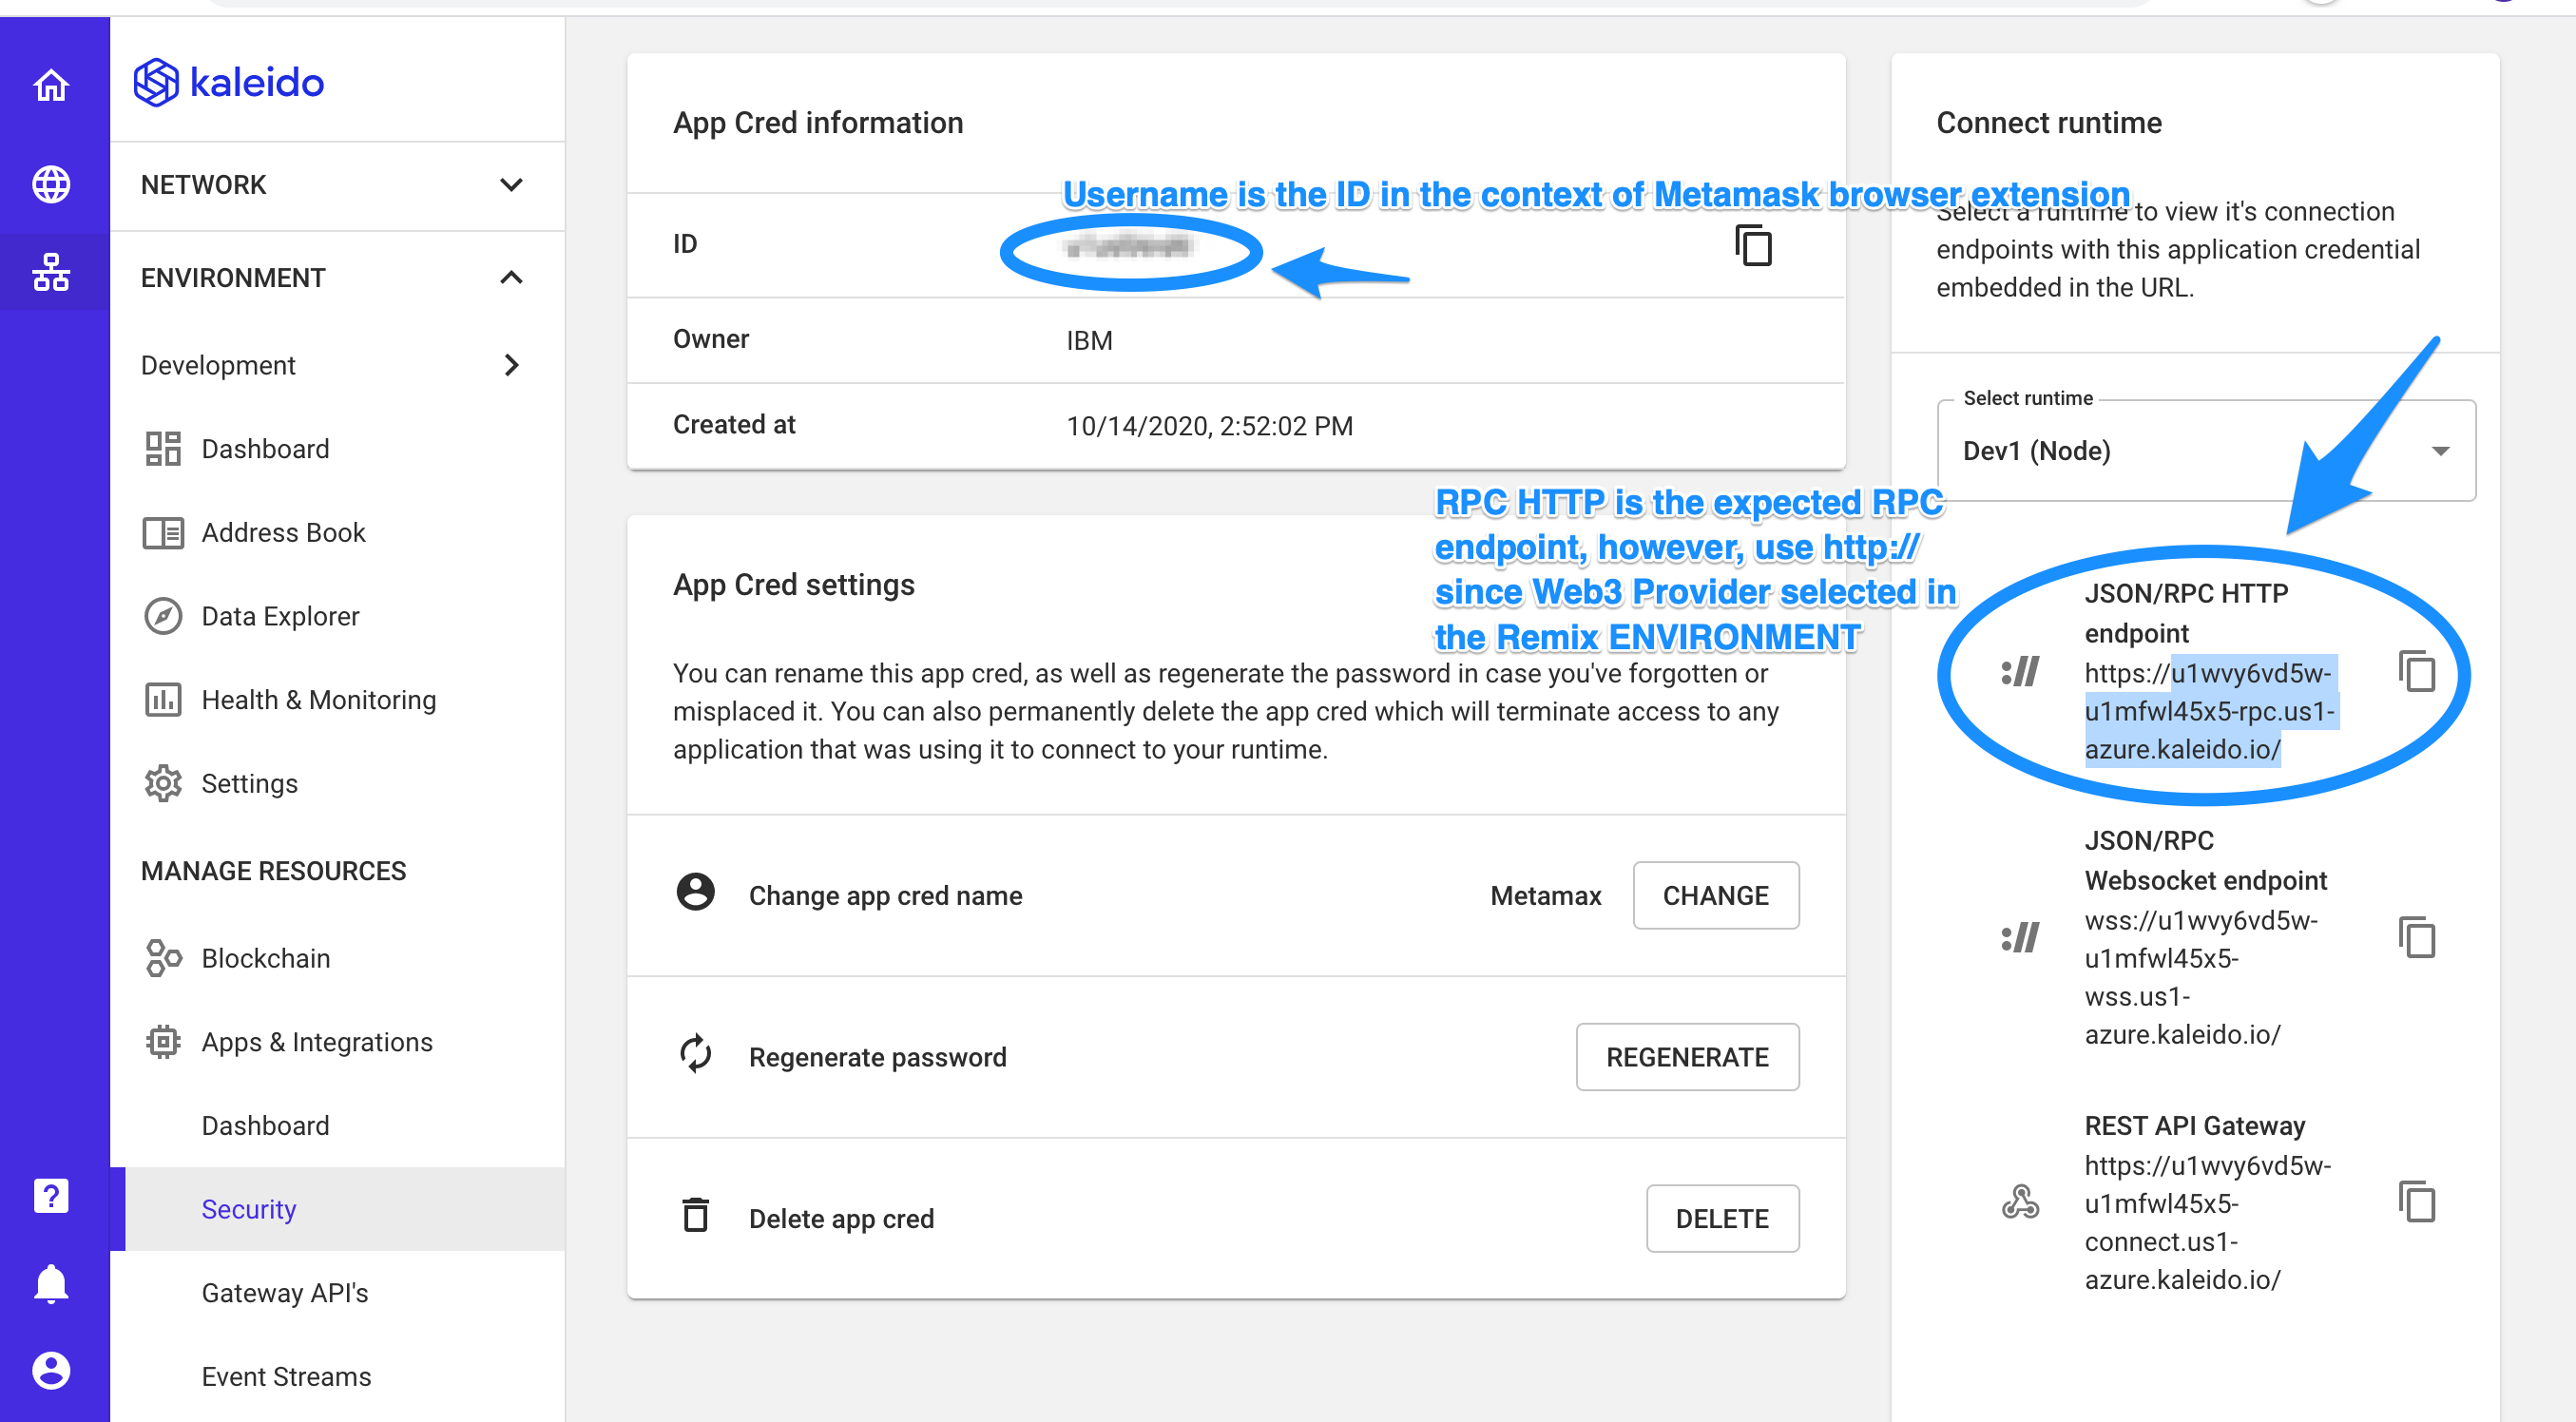 kaleido
NETWORK
ENVIRONMENT
Development
Dashboard
Address Book
Data Explorer
Health & Monitoring
Settings
MANAGE RESOURCES
Blockchain
Apps & Integrations
Dashboard
Security
Gateway API's
Event Streams
App Cred information
Username is the ID in the context of Metamask browser extension
ID
Owner
IBM
Created at
10/14/2020, 2:52:02 PM
RPC HTTP is the expected RPC
endpoint, however, use http://
since Web3 Provider selected in
the Remix ENVIRONMENT
App Cred settings
You can rename this app cred, as well as regenerate the password in case you've forgotten or
misplaced it. You can also permanently delete the app cred which will terminate access to any
application that was using it to connect to your runtime.
Change app cred name
Metamax
CHANGE
Regenerate password
REGENERATE
Delete app cred
DELETE
Connect runtime
Select a runtime to view it's connection
endpoints with this application credential
embedded in the URL.
Select runtime
Dev1 (Node)
JSON/RPC HTTP
endpoint
https://u1wvy6vd5w-
u1mfwl45x5-rpc.us1-
azure.kaleido.io/
JSON/RPC
Websocket endpoint
wss://u1wvy6vd5w-
u1mfwl45x5-
wss.us1-
azure.kaleido.io/
REST API Gateway
https://u1wvy6vd5w-
u1mfwl45x5-
connect.us1-
azure.kaleido.io/